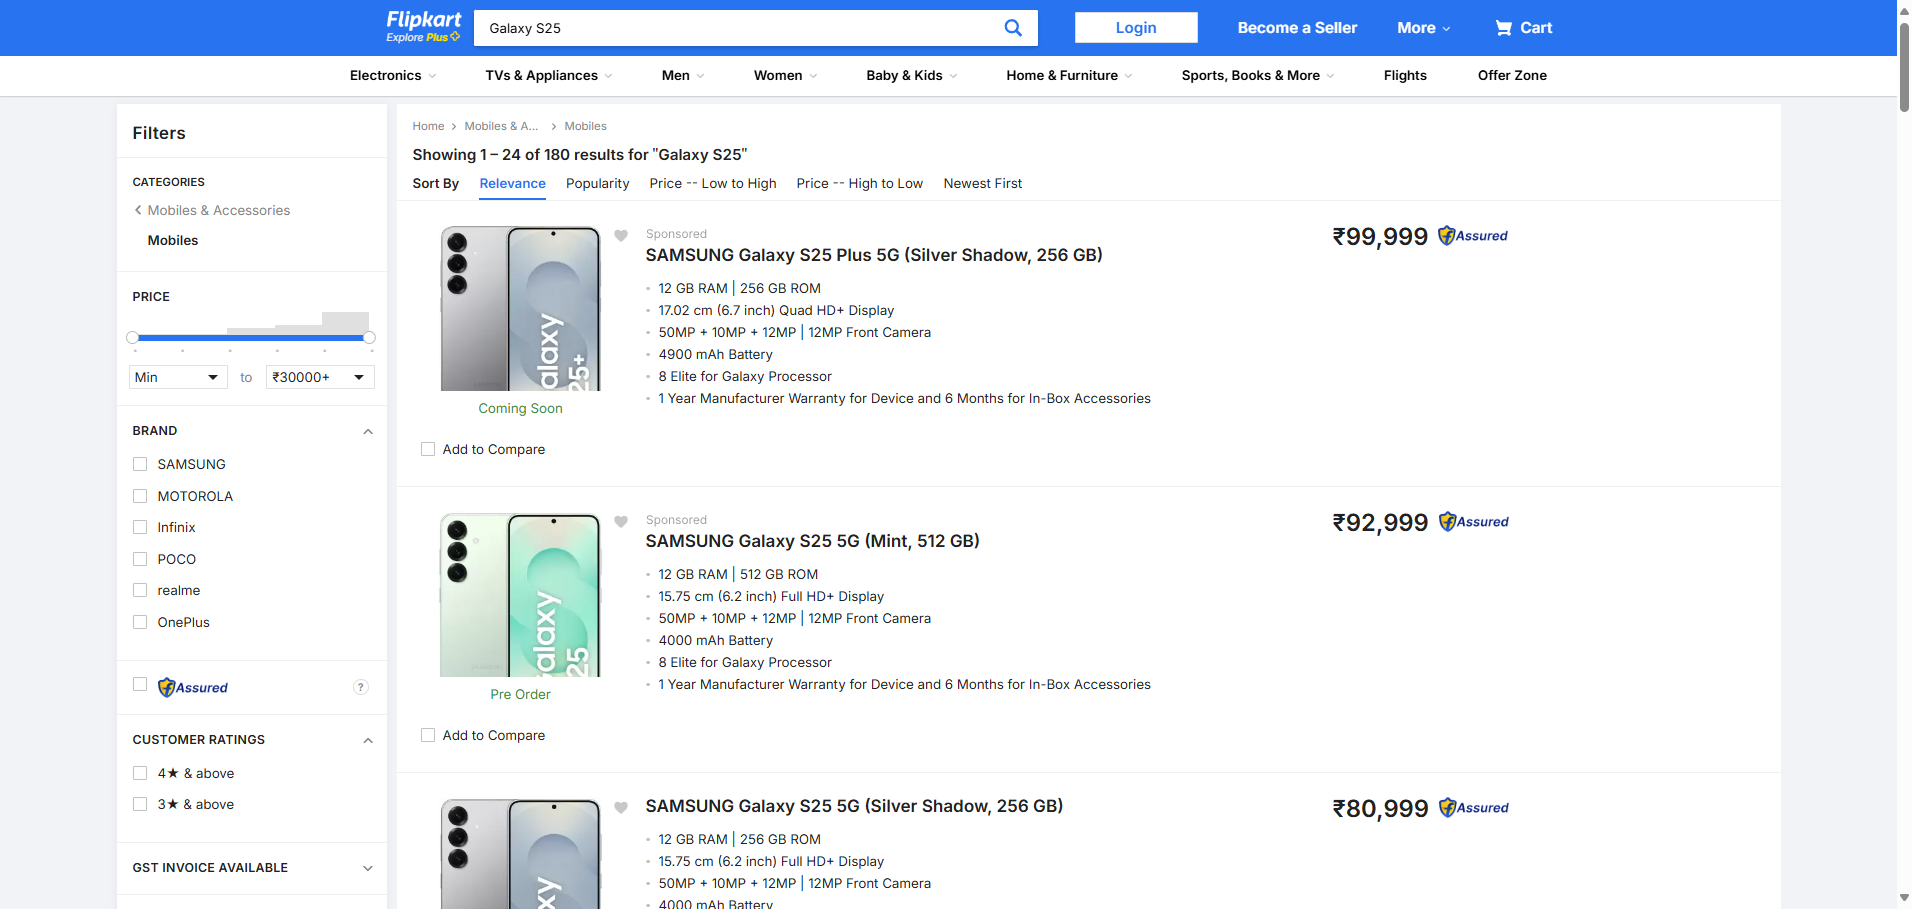 Flipkart
Explore Plus
Galaxy S25
Login
Become a Seller
More
Cart
Electronics
TVs & Appliances
Men
Women
Baby & Kids
Home & Furniture
Sports, Books & More
Flights
Offer Zone
Filters
CATEGORIES
Mobiles & Accessories
Mobiles
PRICE
Min
to
₹30000+
BRAND
SAMSUNG
MOTOROLA
Infinix
POCO
realme
OnePlus
Assured
?
CUSTOMER RATINGS
4★ & above
3★ & above
GST INVOICE AVAILABLE
Home
Mobiles & A...
Mobiles
Showing 1 – 24 of 180 results for "Galaxy S25"
Sort By
Relevance
Popularity
Price -- Low to High
Price -- High to Low
Newest First
Coming Soon
Add to Compare
Sponsored
SAMSUNG Galaxy S25 Plus 5G (Silver Shadow, 256 GB)
12 GB RAM | 256 GB ROM
17.02 cm (6.7 inch) Quad HD+ Display
50MP + 10MP + 12MP | 12MP Front Camera
4900 mAh Battery
8 Elite for Galaxy Processor
1 Year Manufacturer Warranty for Device and 6 Months for In-Box Accessories
₹99,999
Assured
Pre Order
Add to Compare
Sponsored
SAMSUNG Galaxy S25 5G (Mint, 512 GB)
12 GB RAM | 512 GB ROM
15.75 cm (6.2 inch) Full HD+ Display
50MP + 10MP + 12MP | 12MP Front Camera
4000 mAh Battery
8 Elite for Galaxy Processor
1 Year Manufacturer Warranty for Device and 6 Months for In-Box Accessories
₹92,999
Assured
SAMSUNG Galaxy S25 5G (Silver Shadow, 256 GB)
12 GB RAM | 256 GB ROM
15.75 cm (6.2 inch) Full HD+ Display
50MP + 10MP + 12MP | 12MP Front Camera
4000 mAh Battery
₹80,999
Assured